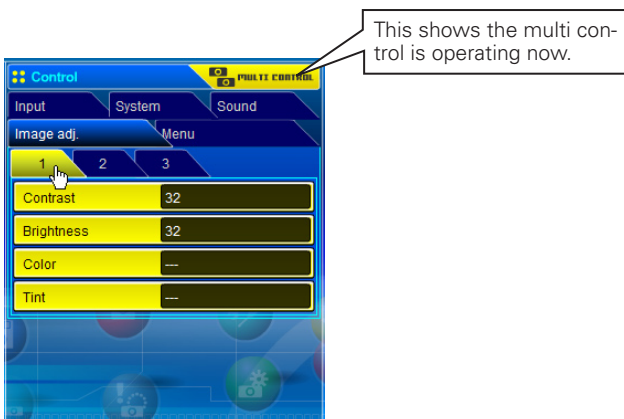 This shows the multi con-
trol is operating now.
Control MULTI CONTROL
Input System Sound
Image adj. Menu
1 2 3
Contrast 32
Brightness 32
Color ---
Tint ---